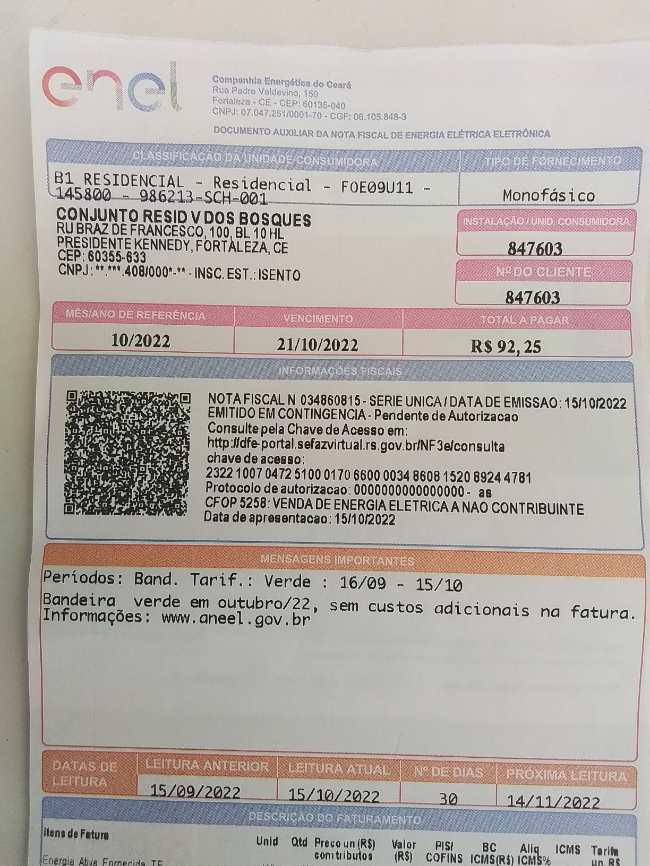 enel
Companhia Energética do Ceará
Rua Padre Valdevino, 150
Fortaleza - CE - CEP: 60135-040
CNPJ: 07.047.251/0001-70 - CGF: 06.105.848-3
DOCUMENTO AUXILIAR DA NOTA FISCAL DE ENERGIA ELÉTRICA ELETRÔNICA
CLASSIFICAÇÃO DA UNIDADE CONSUMIDORA
TIPO DE FORNECIMENTO
B1 RESIDENCIAL - Residencial - F0E09U11 -
145800 - 986213-SCH-001
Monofásico
CONJUNTO RESID V DOS BOSQUES
RU BRAZ DE FRANCESCO, 100, BL 10 HL
PRESIDENTE KENNEDY, FORTALEZA, CE
CEP: 60355-633
CNPJ: **.***.408/000*-** - INSC. EST.: ISENTO
INSTALAÇÃO / UNID. CONSUMIDORA
847603
Nº DO CLIENTE
847603
MÊS/ANO DE REFERÊNCIA VENCIMENTO TOTAL A PAGAR
10/2022 21/10/2022 R$ 92,25
INFORMAÇÕES FISCAIS
NOTA FISCAL N 034860815 - SERIE UNICA / DATA DE EMISSAO: 15/10/2022
EMITIDO EM CONTINGENCIA - Pendente de Autorizacao
Consulte pela Chave de Acesso em:
http://dfe-portal.sefazvirtual.rs.gov.br/NF3e/consulta
chave de acesso:
2322 1007 0472 5100 0170 6600 0034 8608 1520 8924 4781
Protocolo de autorizacao: 0000000000000000 - as
CFOP 5258: VENDA DE ENERGIA ELETRICA A NAO CONTRIBUINTE
Data de apresentacao: 15/10/2022
MENSAGENS IMPORTANTES
Períodos: Band. Tarif.: Verde : 16/09 - 15/10
Bandeira verde em outubro/22, sem custos adicionais na fatura.
Informações: www.aneel.gov.br
DATAS DE LEITURA
LEITURA ANTERIOR LEITURA ATUAL Nº DE DIAS PRÓXIMA LEITURA
15/09/2022 15/10/2022 30 14/11/2022
DESCRIÇÃO DO FATURAMENTO
Itens de Fatura Unid Qtd Preco un (R$) Valor PIS/ BC Aliq ICMS Tarifa
com tributos (R$) COFINS ICMS(R$) ICMS% un. R$
Energia Ativa Fornecida TE